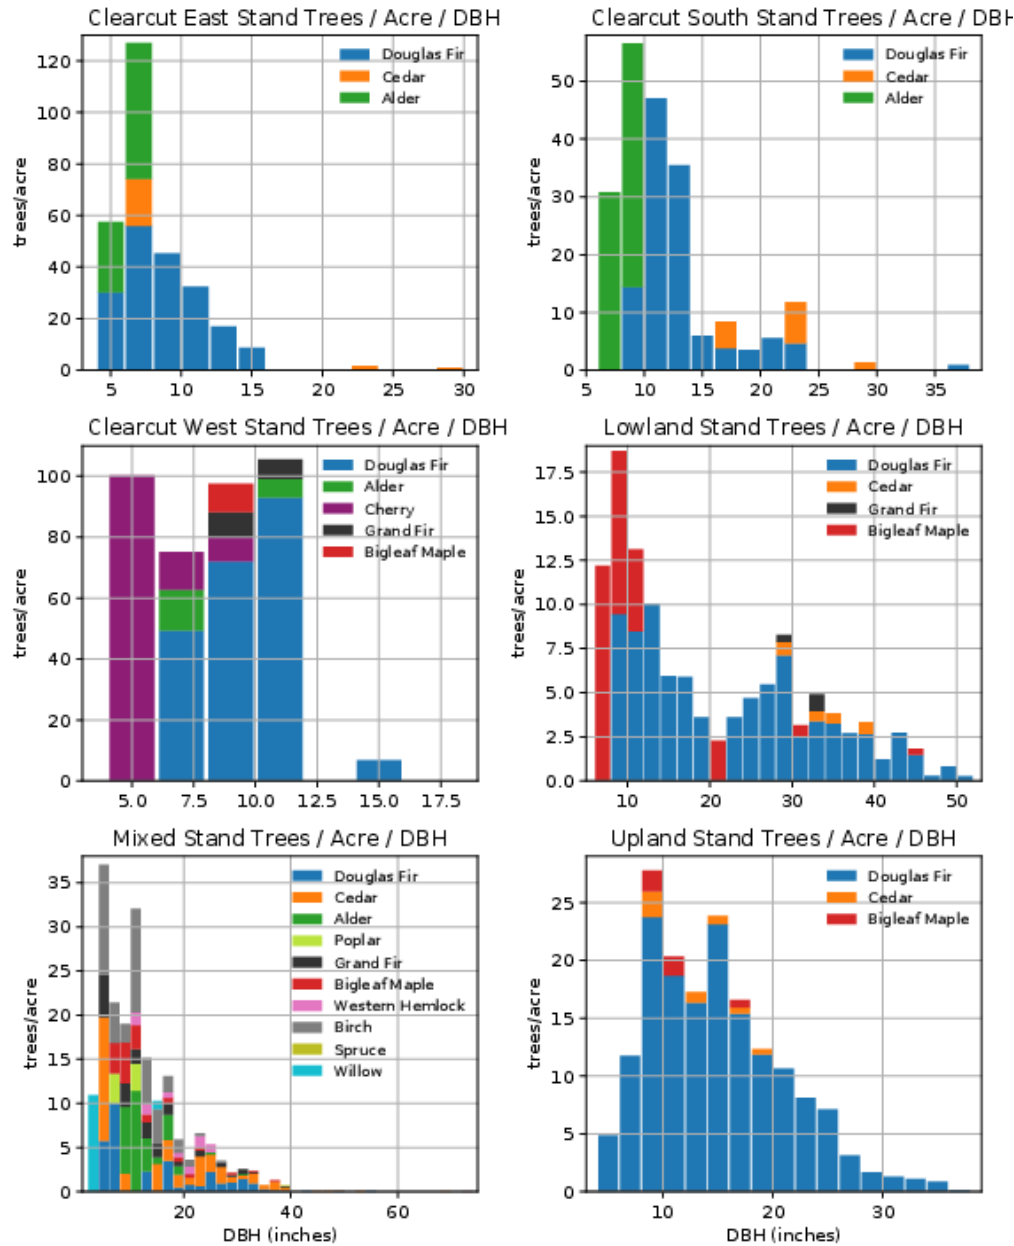 Clearcut East Stand Trees / Acre / DBH
trees/acre
120
100
80
60
40
20
0
5
10
15
20
25
30
Douglas Fir
Cedar
Alder
Clearcut South Stand Trees / Acre / DBH
trees/acre
50
40
30
20
10
0
5
10
15
20
25
30
35
Douglas Fir
Cedar
Alder
Clearcut West Stand Trees / Acre / DBH
trees/acre
100
80
60
40
20
0
5.0
7.5
10.0
12.5
15.0
17.5
Douglas Fir
Alder
Cherry
Grand Fir
Bigleaf Maple
Lowland Stand Trees / Acre / DBH
trees/acre
17.5
15.0
12.5
10.0
7.5
5.0
2.5
0.0
10
20
30
40
50
Douglas Fir
Cedar
Grand Fir
Bigleaf Maple
Mixed Stand Trees / Acre / DBH
trees/acre
35
30
25
20
15
10
5
0
20
40
60
DBH (inches)
Douglas Fir
Cedar
Alder
Poplar
Grand Fir
Bigleaf Maple
Western Hemlock
Birch
Spruce
Willow
Upland Stand Trees / Acre / DBH
trees/acre
25
20
15
10
5
0
10
20
30
DBH (inches)
Douglas Fir
Cedar
Bigleaf Maple